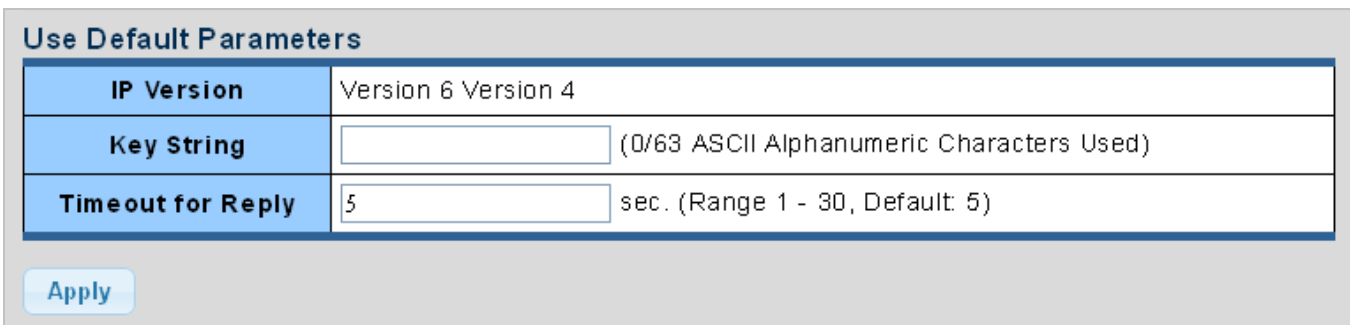 Use Default Parameters
IP Version Version 6 Version 4
Key String (0/63 ASCII Alphanumeric Characters Used)
Timeout for Reply 5 sec. (Range 1 - 30, Default: 5)
Apply